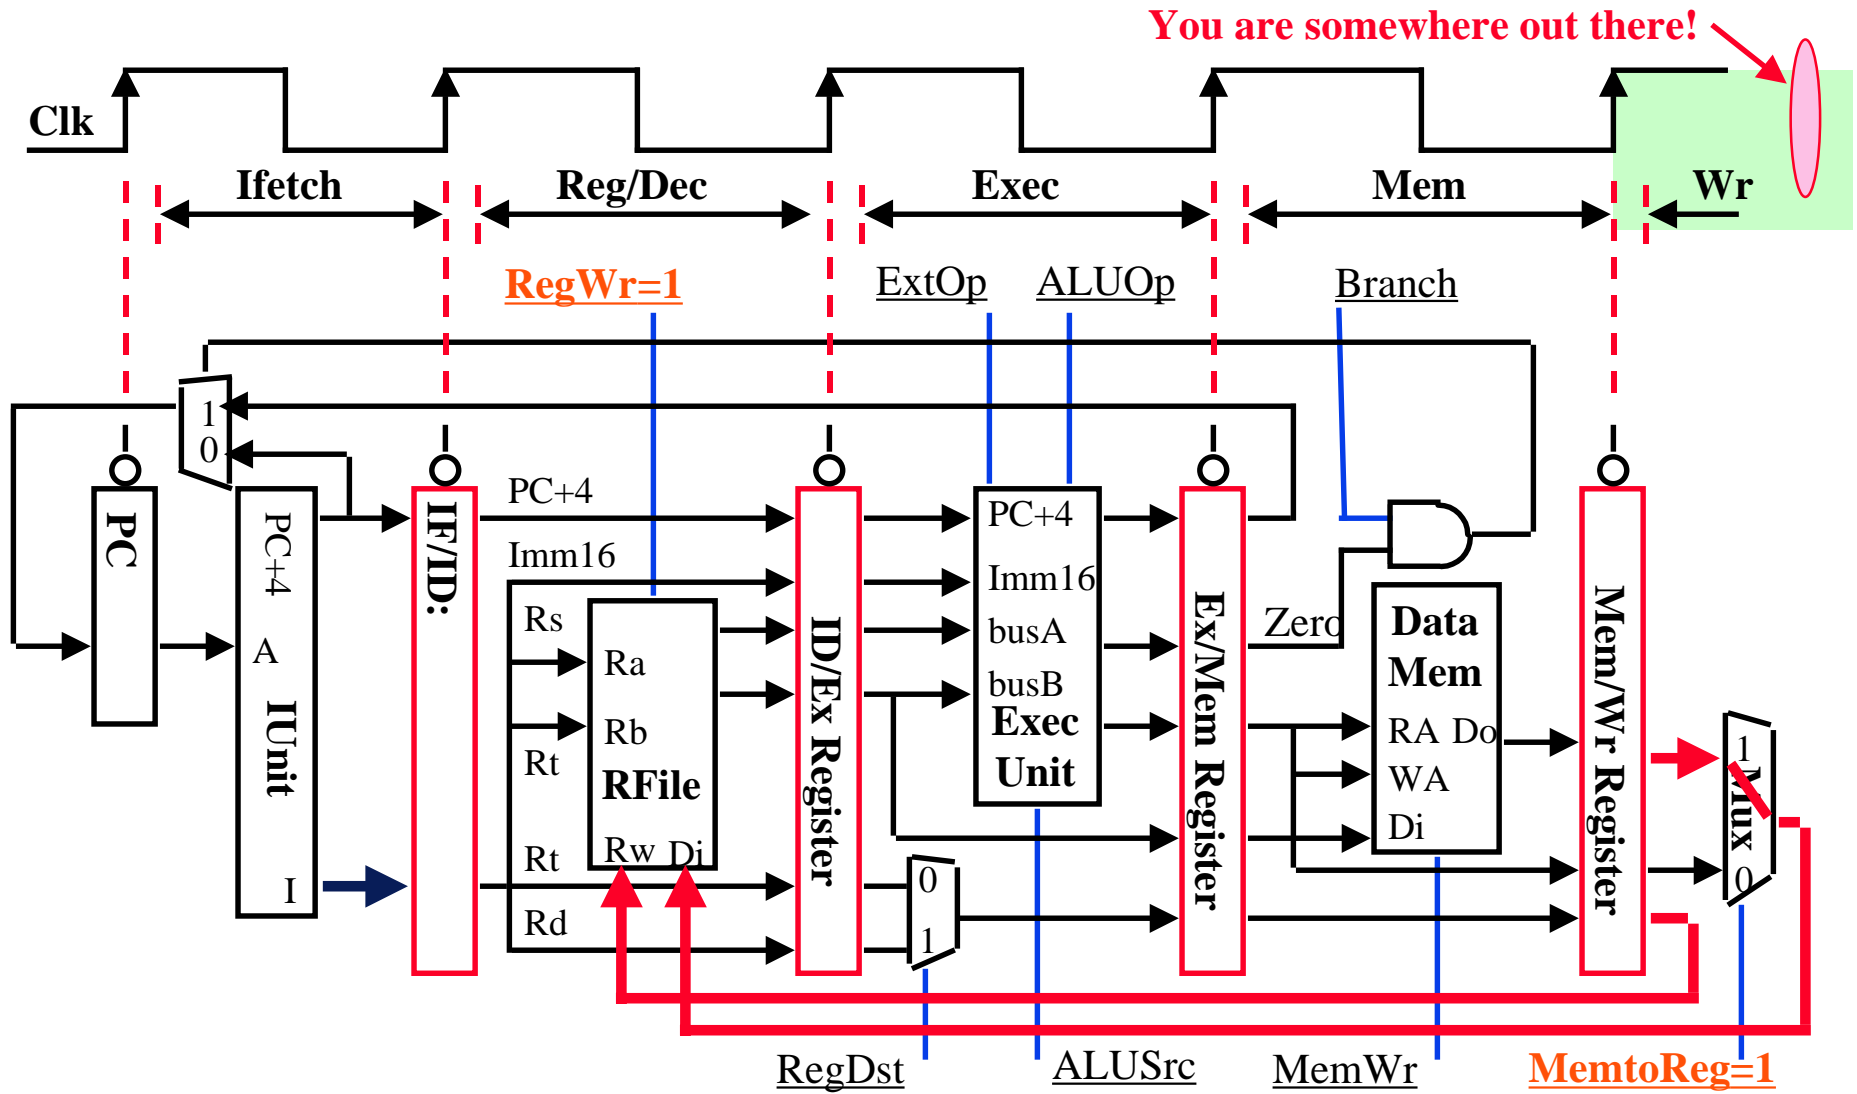 You are somewhere out there!
Clk
Ifetch
Reg/Dec
Exec
Mem
Wr
RegWr=1
ExtOp
ALUOp
Branch
1
0
PC
PC+4
A
IUnit
I
IF/ID:
PC+4
Imm16
Rs
Ra
Rb
Rt
RFile
Rw Di
Rt
Rd
ID/Ex Register
0
1
PC+4
Imm16
busA
busB
Exec
Unit
Ex/Mem Register
Zero
Data
Mem
RA Do
WA
Di
Mem/Wr Register
1
Mux
0
RegDst
ALUSrc
MemWr
MemtoReg=1